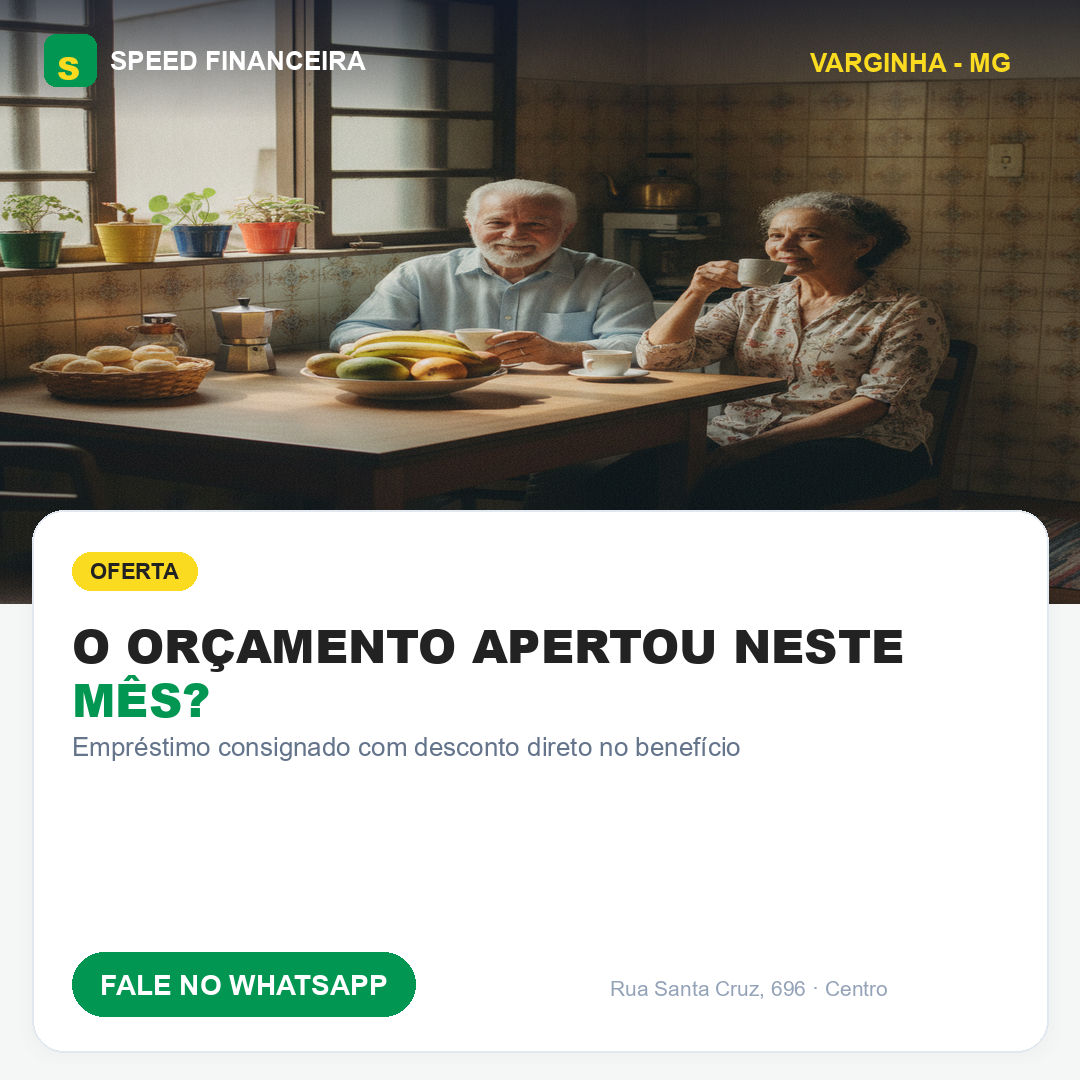 S
SPEED FINANCEIRA
VARGINHA - MG
OFERTA
O ORÇAMENTO APERTOU NESTE
MÊS?
Empréstimo consignado com desconto direto no benefício
FALE NO WHATSAPP
Rua Santa Cruz, 696 · Centro